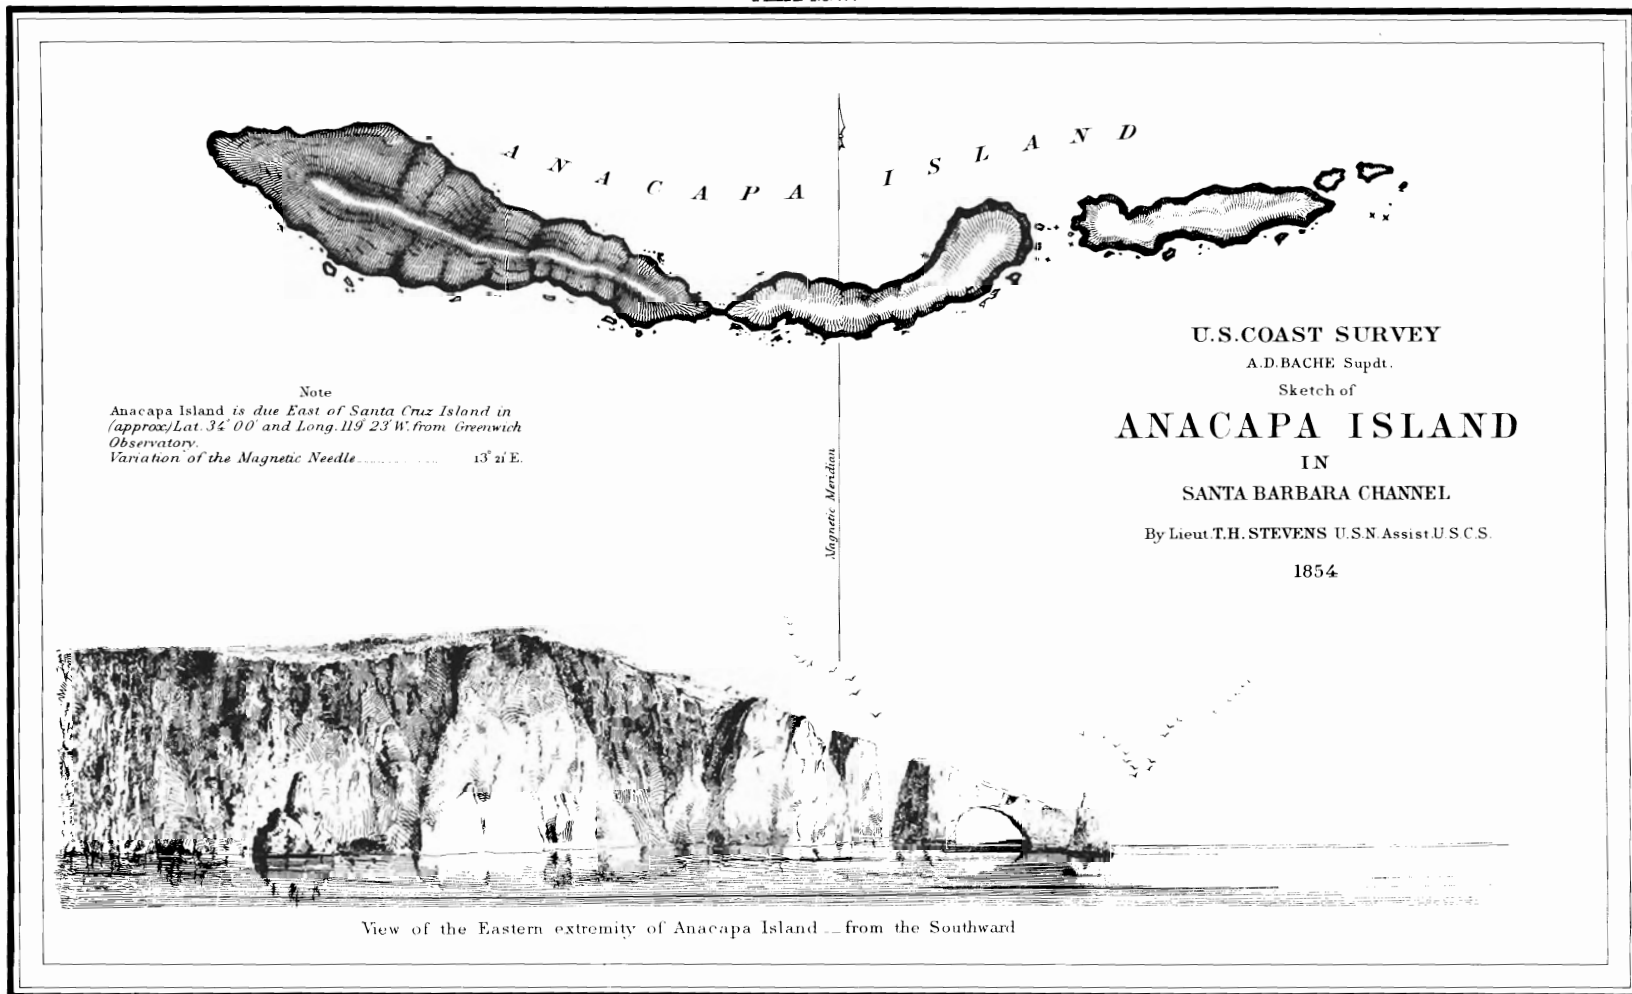 ANACAPA ISLAND
U.S.COAST SURVEY
A.D.BACHE Supdt.
Sketch of
ANACAPA ISLAND
IN
SANTA BARBARA CHANNEL
By Lieut.T.H.STEVENS U.S.N.Assist.U.S.C.S.
1854
Note
Anacapa Island is due East of Santa Cruz Island in
(approx) Lat. 34° 00' and Long. 119° 23' W. from Greenwich
Observatory.
Variation of the Magnetic Needle............ 13° 21' E.
Magnetic Meridian
View of the Eastern extremity of Anacapa Island __ from the Southward